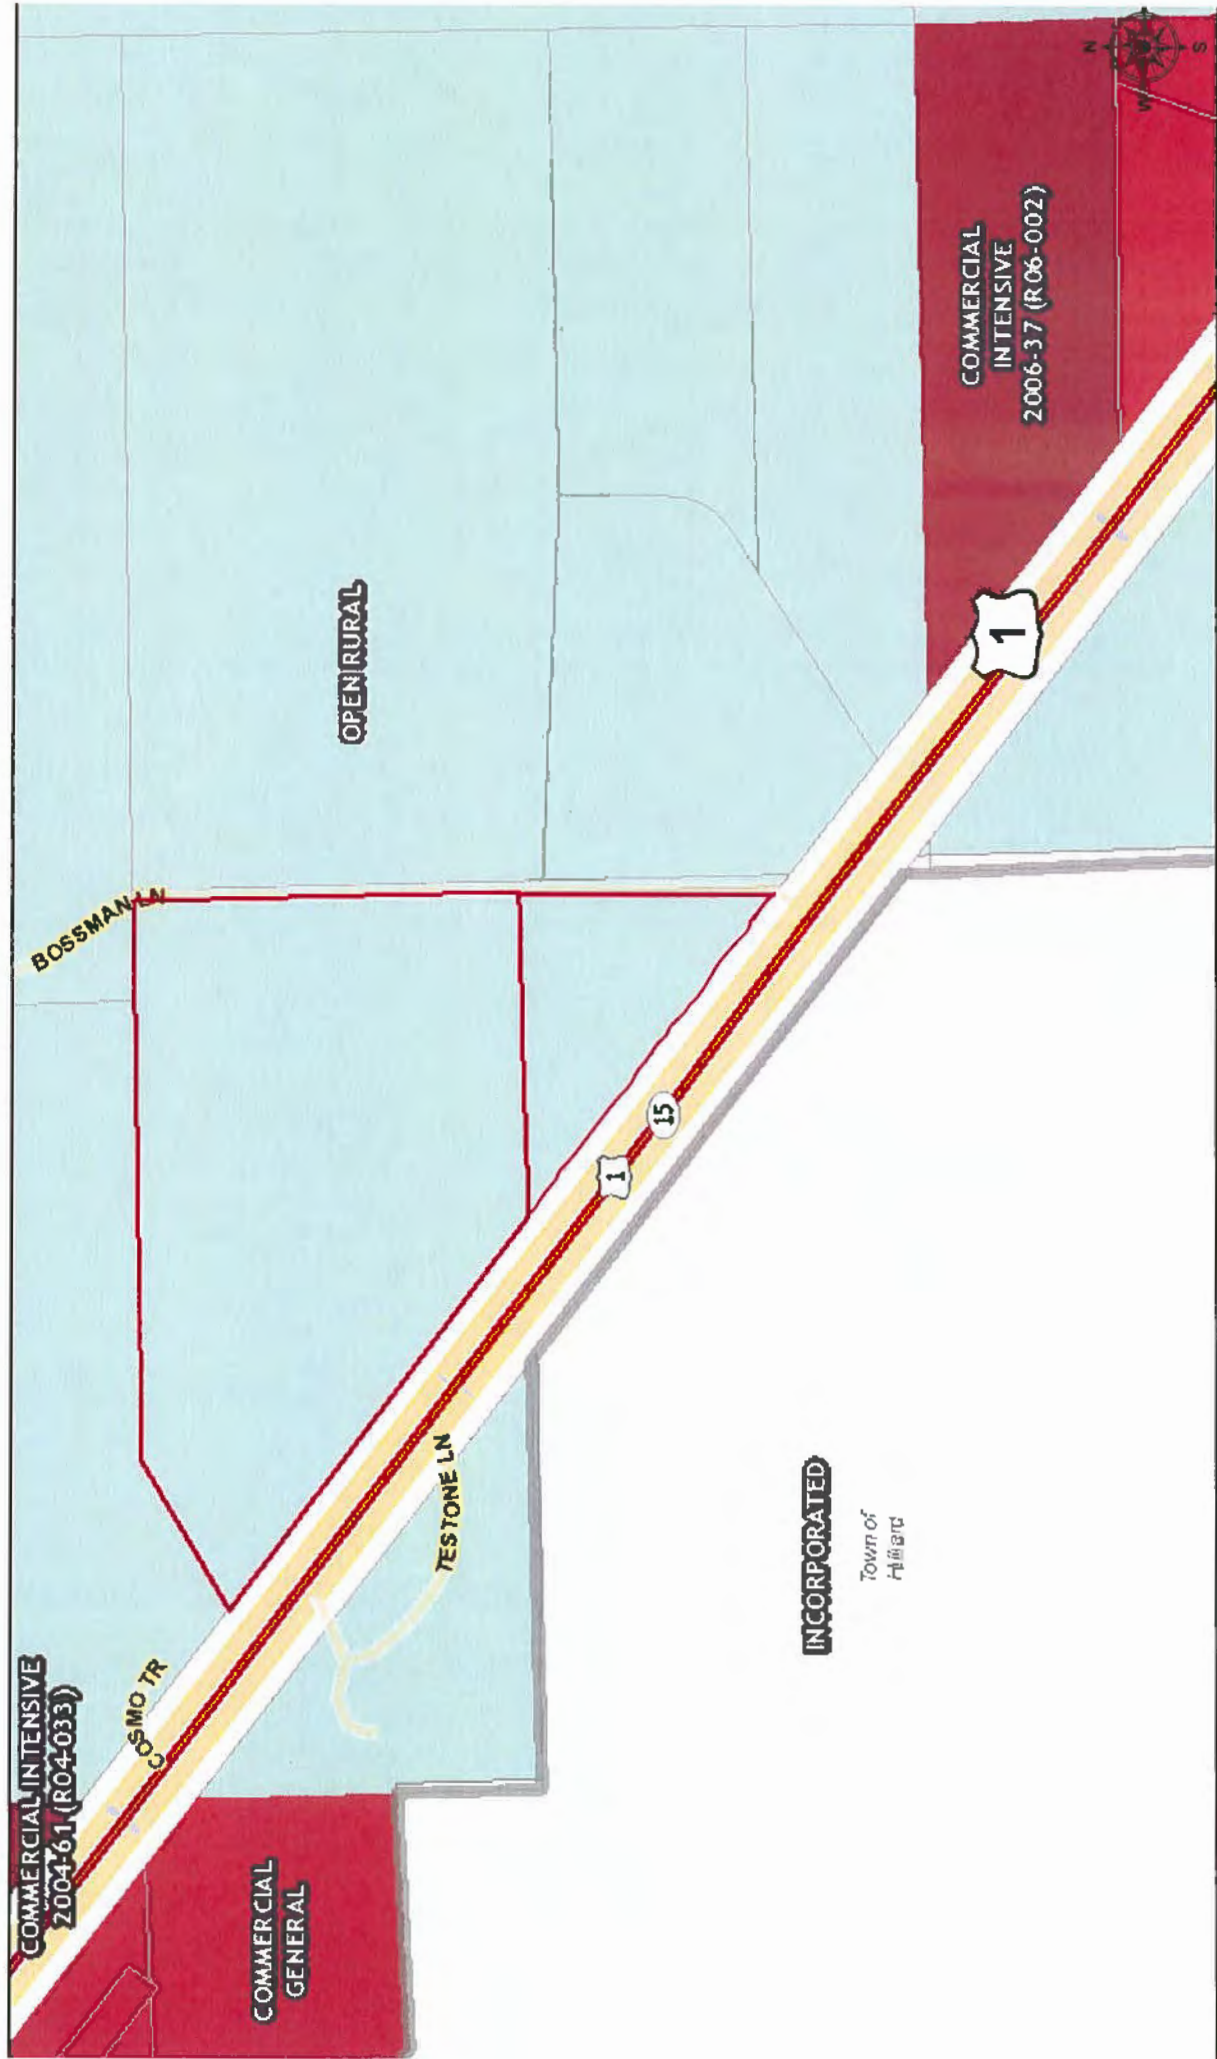 COMMERCIAL INTENSIVE
2004-61 (R04-033)
COSMO TR
COMMERCIAL
GENERAL
TESTONE LN
BOSSMAN LN
OPEN RURAL
1
15
INCORPORATED
Town of
1
COMMERCIAL
INTENSIVE
2006-37 (R06-002)
N
S
W